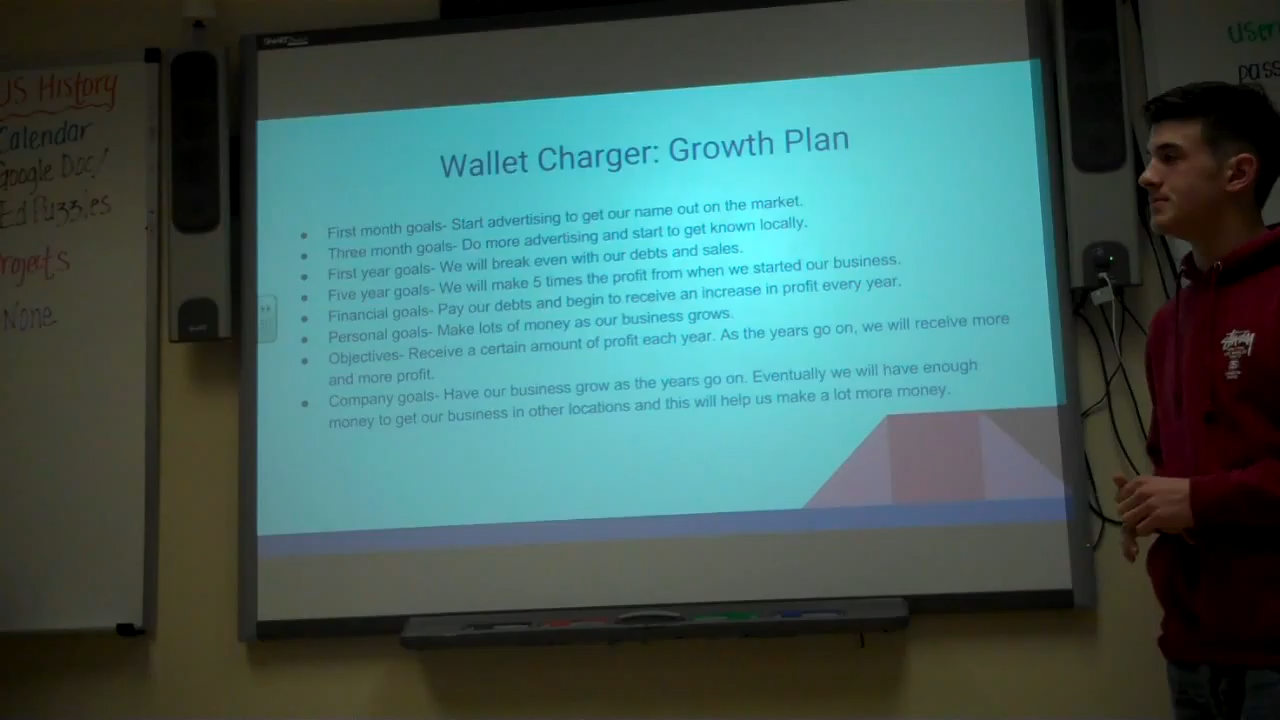 US History
Calendar
Google Doc/
EdPuzzles
Projects
None
SMART Board
Wallet Charger: Growth Plan
● First month goals- Start advertising to get our name out on the market.
● Three month goals- Do more advertising and start to get known locally.
● First year goals- We will break even with our debts and sales.
● Five year goals- We will make 5 times the profit from when we started our business.
● Financial goals- Pay our debts and begin to receive an increase in profit every year.
● Personal goals- Make lots of money as our business grows.
● Objectives- Receive a certain amount of profit each year. As the years go on, we will receive more
and more profit.
● Company goals- Have our business grow as the years go on. Eventually we will have enough
money to get our business in other locations and this will help us make a lot more money.
user
pass
Stussy